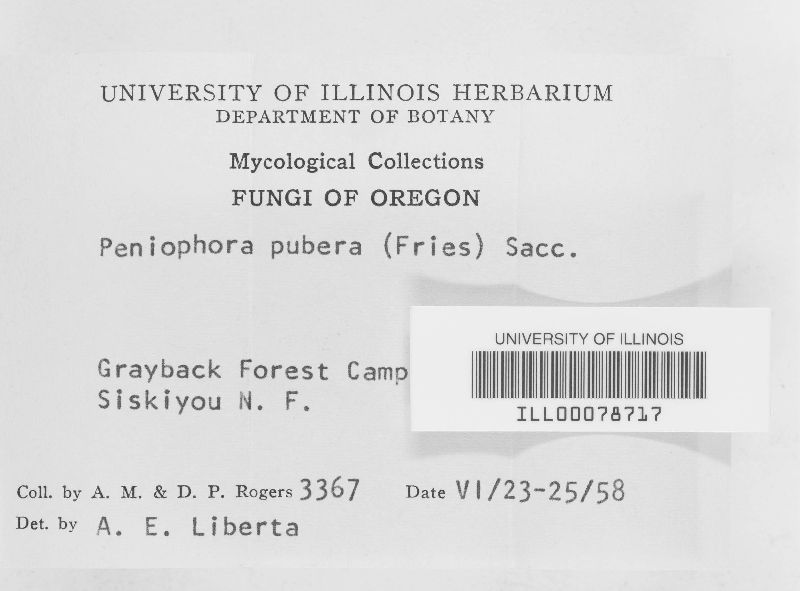 UNIVERSITY OF ILLINOIS HERBARIUM
DEPARTMENT OF BOTANY
Mycological Collections
FUNGI OF OREGON
Peniophora pubera (Fries) Sacc.
Grayback Forest Camp
Siskiyou N. F.
UNIVERSITY OF ILLINOIS
ILL00078717
Coll. by A. M. & D. P. Rogers 3367 Date VI/23-25/58
Det. by A. E. Liberta